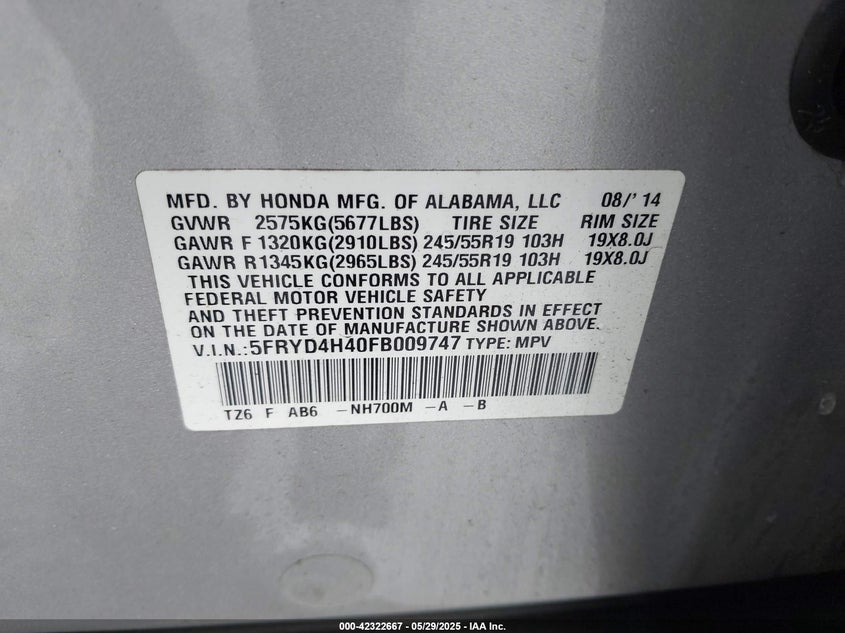 MFD. BY HONDA MFG. OF ALABAMA, LLC 08/' 14
GVWR 2575KG(5677LBS) TIRE SIZE RIM SIZE
GAWR F 1320KG(2910LBS) 245/55R19 103H 19X8.0J
GAWR R1345KG(2965LBS) 245/55R19 103H 19X8.0J
THIS VEHICLE CONFORMS TO ALL APPLICABLE
FEDERAL MOTOR VEHICLE SAFETY
AND THEFT PREVENTION STANDARDS IN EFFECT
ON THE DATE OF MANUFACTURE SHOWN ABOVE.
V.I.N.:5FRYD4H40FB009747 TYPE: MPV
TZ6 F AB6 -NH700M -A -B
000-42322667 - 05/29/2025 - IAA Inc.